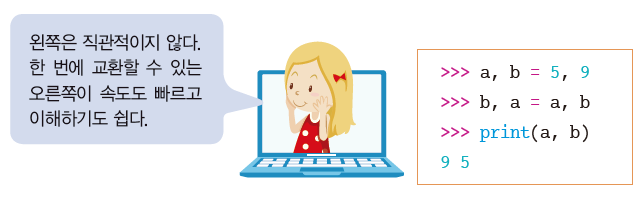 왼쪽은 직관적이지 않다.
한 번에 교환할 수 있는
오른쪽이 속도도 빠르고
이해하기도 쉽다.
>>> a, b = 5, 9
>>> b, a = a, b
>>> print(a, b)
9 5